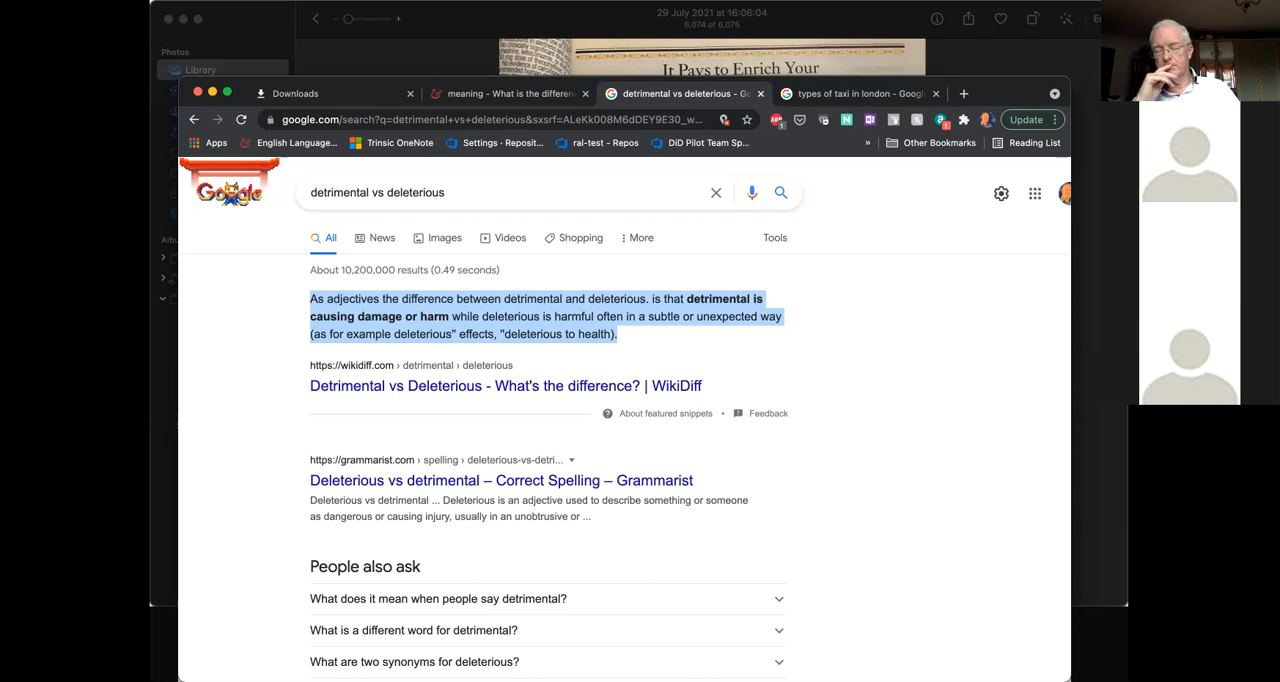 29 July 2021 at 16:06:04
6,074 of 6,075
Photos
Library
It Pays to Enrich Your
Downloads
meaning - What is the differen
detrimental vs deleterious - Go
types of taxi in london - Googl
google.com/search?q=detrimental+vs+deleterious&sxsrf=ALeKk008M6dDEY9E30_w...
Update
Apps
English Language...
Trinsic OneNote
Settings - Reposit...
ral-test - Repos
DiD Pilot Team Sp...
»
Other Bookmarks
Reading List
Google
detrimental vs deleterious
All
News
Images
Videos
Shopping
More
Tools
About 10,200,000 results (0.49 seconds)
As adjectives the difference between detrimental and deleterious. is that detrimental is
causing damage or harm while deleterious is harmful often in a subtle or unexpected way
(as for example deleterious" effects, "deleterious to health).
https://wikidiff.com › detrimental › deleterious
Detrimental vs Deleterious - What's the difference? | WikiDiff
About featured snippets • Feedback
https://grammarist.com › spelling › deleterious-vs-detri...
Deleterious vs detrimental – Correct Spelling – Grammarist
Deleterious vs detrimental ... Deleterious is an adjective used to describe something or someone
as dangerous or causing injury, usually in an unobtrusive or ...
People also ask
What does it mean when people say detrimental?
What is a different word for detrimental?
What are two synonyms for deleterious?